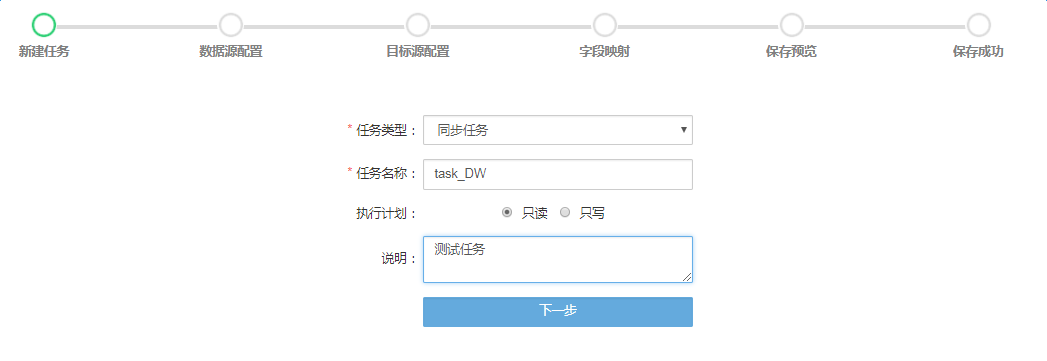 新建任务 数据源配置 目标源配置 字段映射 保存预览 保存成功
* 任务类型： 同步任务
* 任务名称： task_DW
执行计划： 只读 只写
说明： 测试任务
下一步